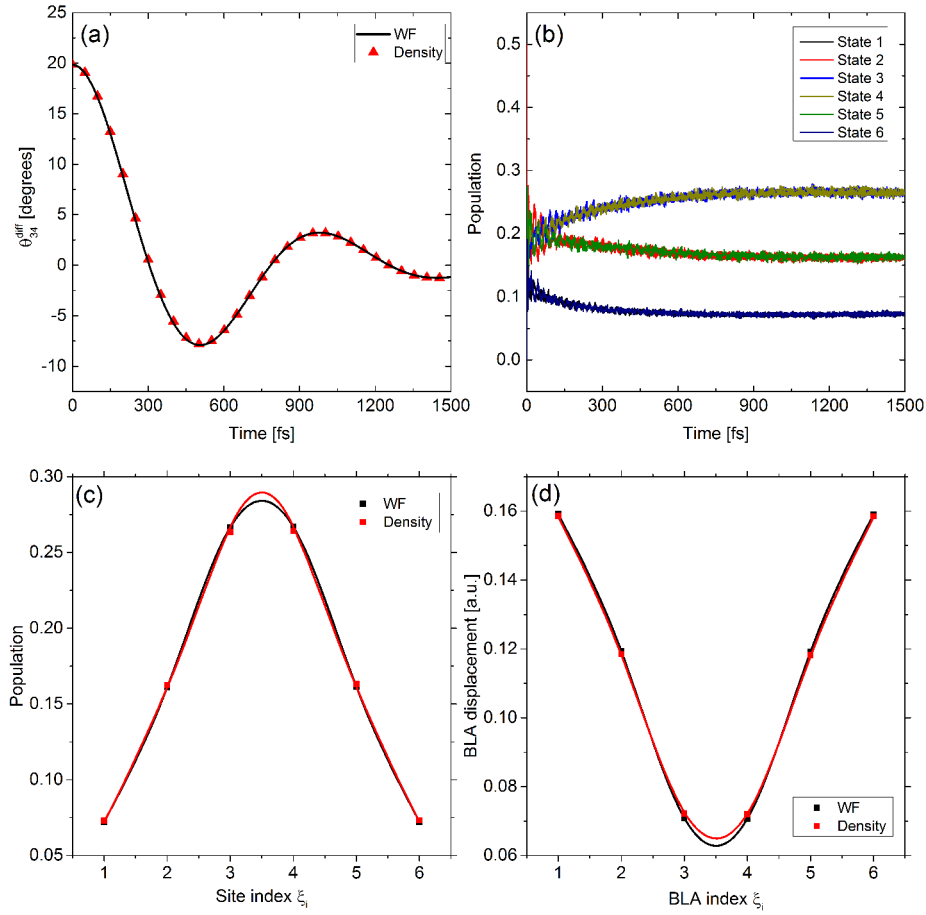 (a)
WF
Density
θ₃₄ᵈⁱᶠᶠ [degrees]
25
20
15
10
5
0
-5
-10
0
300
600
900
1200
1500
Time [fs]
(b)
State 1
State 2
State 3
State 4
State 5
State 6
Population
0.5
0.4
0.3
0.2
0.1
0.0
0
300
600
900
1200
1500
Time [fs]
(c)
WF
Density
Population
0.30
0.25
0.20
0.15
0.10
0.05
1
2
3
4
5
6
Site index ξᵢ
(d)
BLA displacement [a.u.]
0.16
0.14
0.12
0.10
0.08
0.06
WF
Density
1
2
3
4
5
6
BLA index ξᵢ